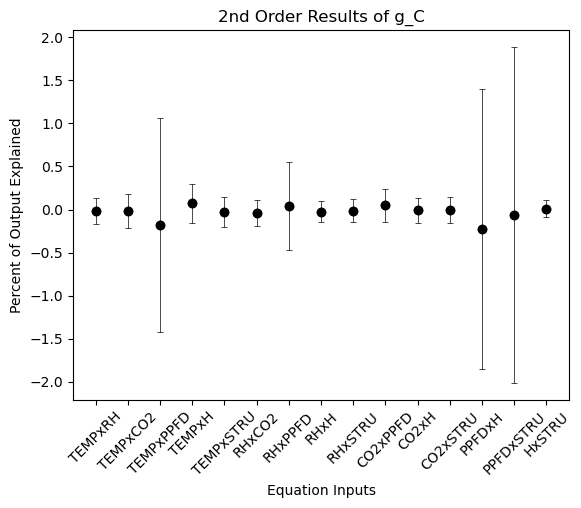 2nd Order Results of g_C
Percent of Output Explained
2.0
1.5
1.0
0.5
0.0
−0.5
−1.0
−1.5
−2.0
TEMPxRH
TEMPxCO2
TEMPxPPFD
TEMPxH
TEMPxSTRU
RHxCO2
RHxPPFD
RHxH
RHxSTRU
CO2xPPFD
CO2xH
CO2xSTRU
PPFDxH
PPFDxSTRU
HxSTRU
Equation Inputs